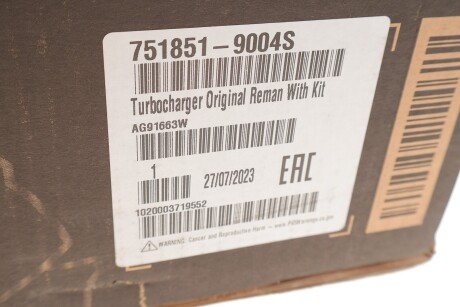 751851-9004S
Turbocharger Original Reman With Kit
AG91663W
1
27/07/2023
EAC
1020003719552
WARNING: Cancer and Reproductive Harm - www.P65Warnings.ca.gov